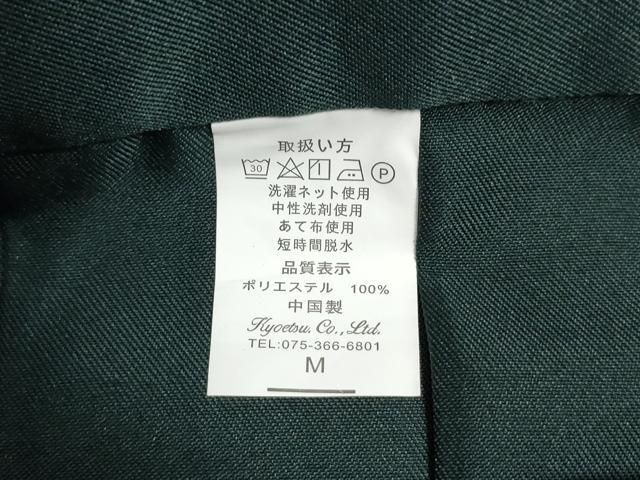 取扱い方
30 P
洗濯ネット使用
中性洗剤使用
あて布使用
短時間脱水
品質表示
ポリエステル 100%
中国製
Kyoetsu. Co., Ltd.
TEL:075-366-6801
M